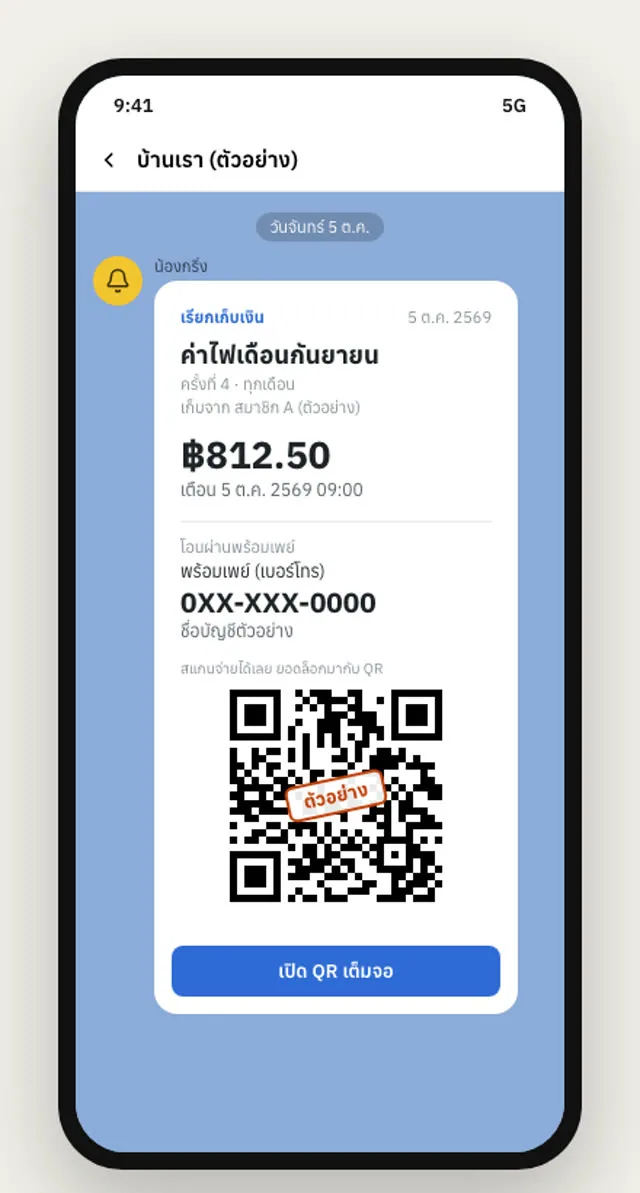 9:41 5G
บ้านเรา (ตัวอย่าง)
วันจันทร์ 5 ต.ค.
น้องกริ่ง
เรียกเก็บเงิน 5 ต.ค. 2569
ค่าไฟเดือนกันยายน
ครั้งที่ 4 · ทุกเดือน
เก็บจาก สมาชิก A (ตัวอย่าง)
฿812.50
เตือน 5 ต.ค. 2569 09:00
โอนผ่านพร้อมเพย์
พร้อมเพย์ (เบอร์โทร)
0XX-XXX-0000
ชื่อบัญชีตัวอย่าง
สแกนจ่ายได้เลย ยอดล็อกมากับ QR
ตัวอย่าง
เปิด QR เต็มจอ